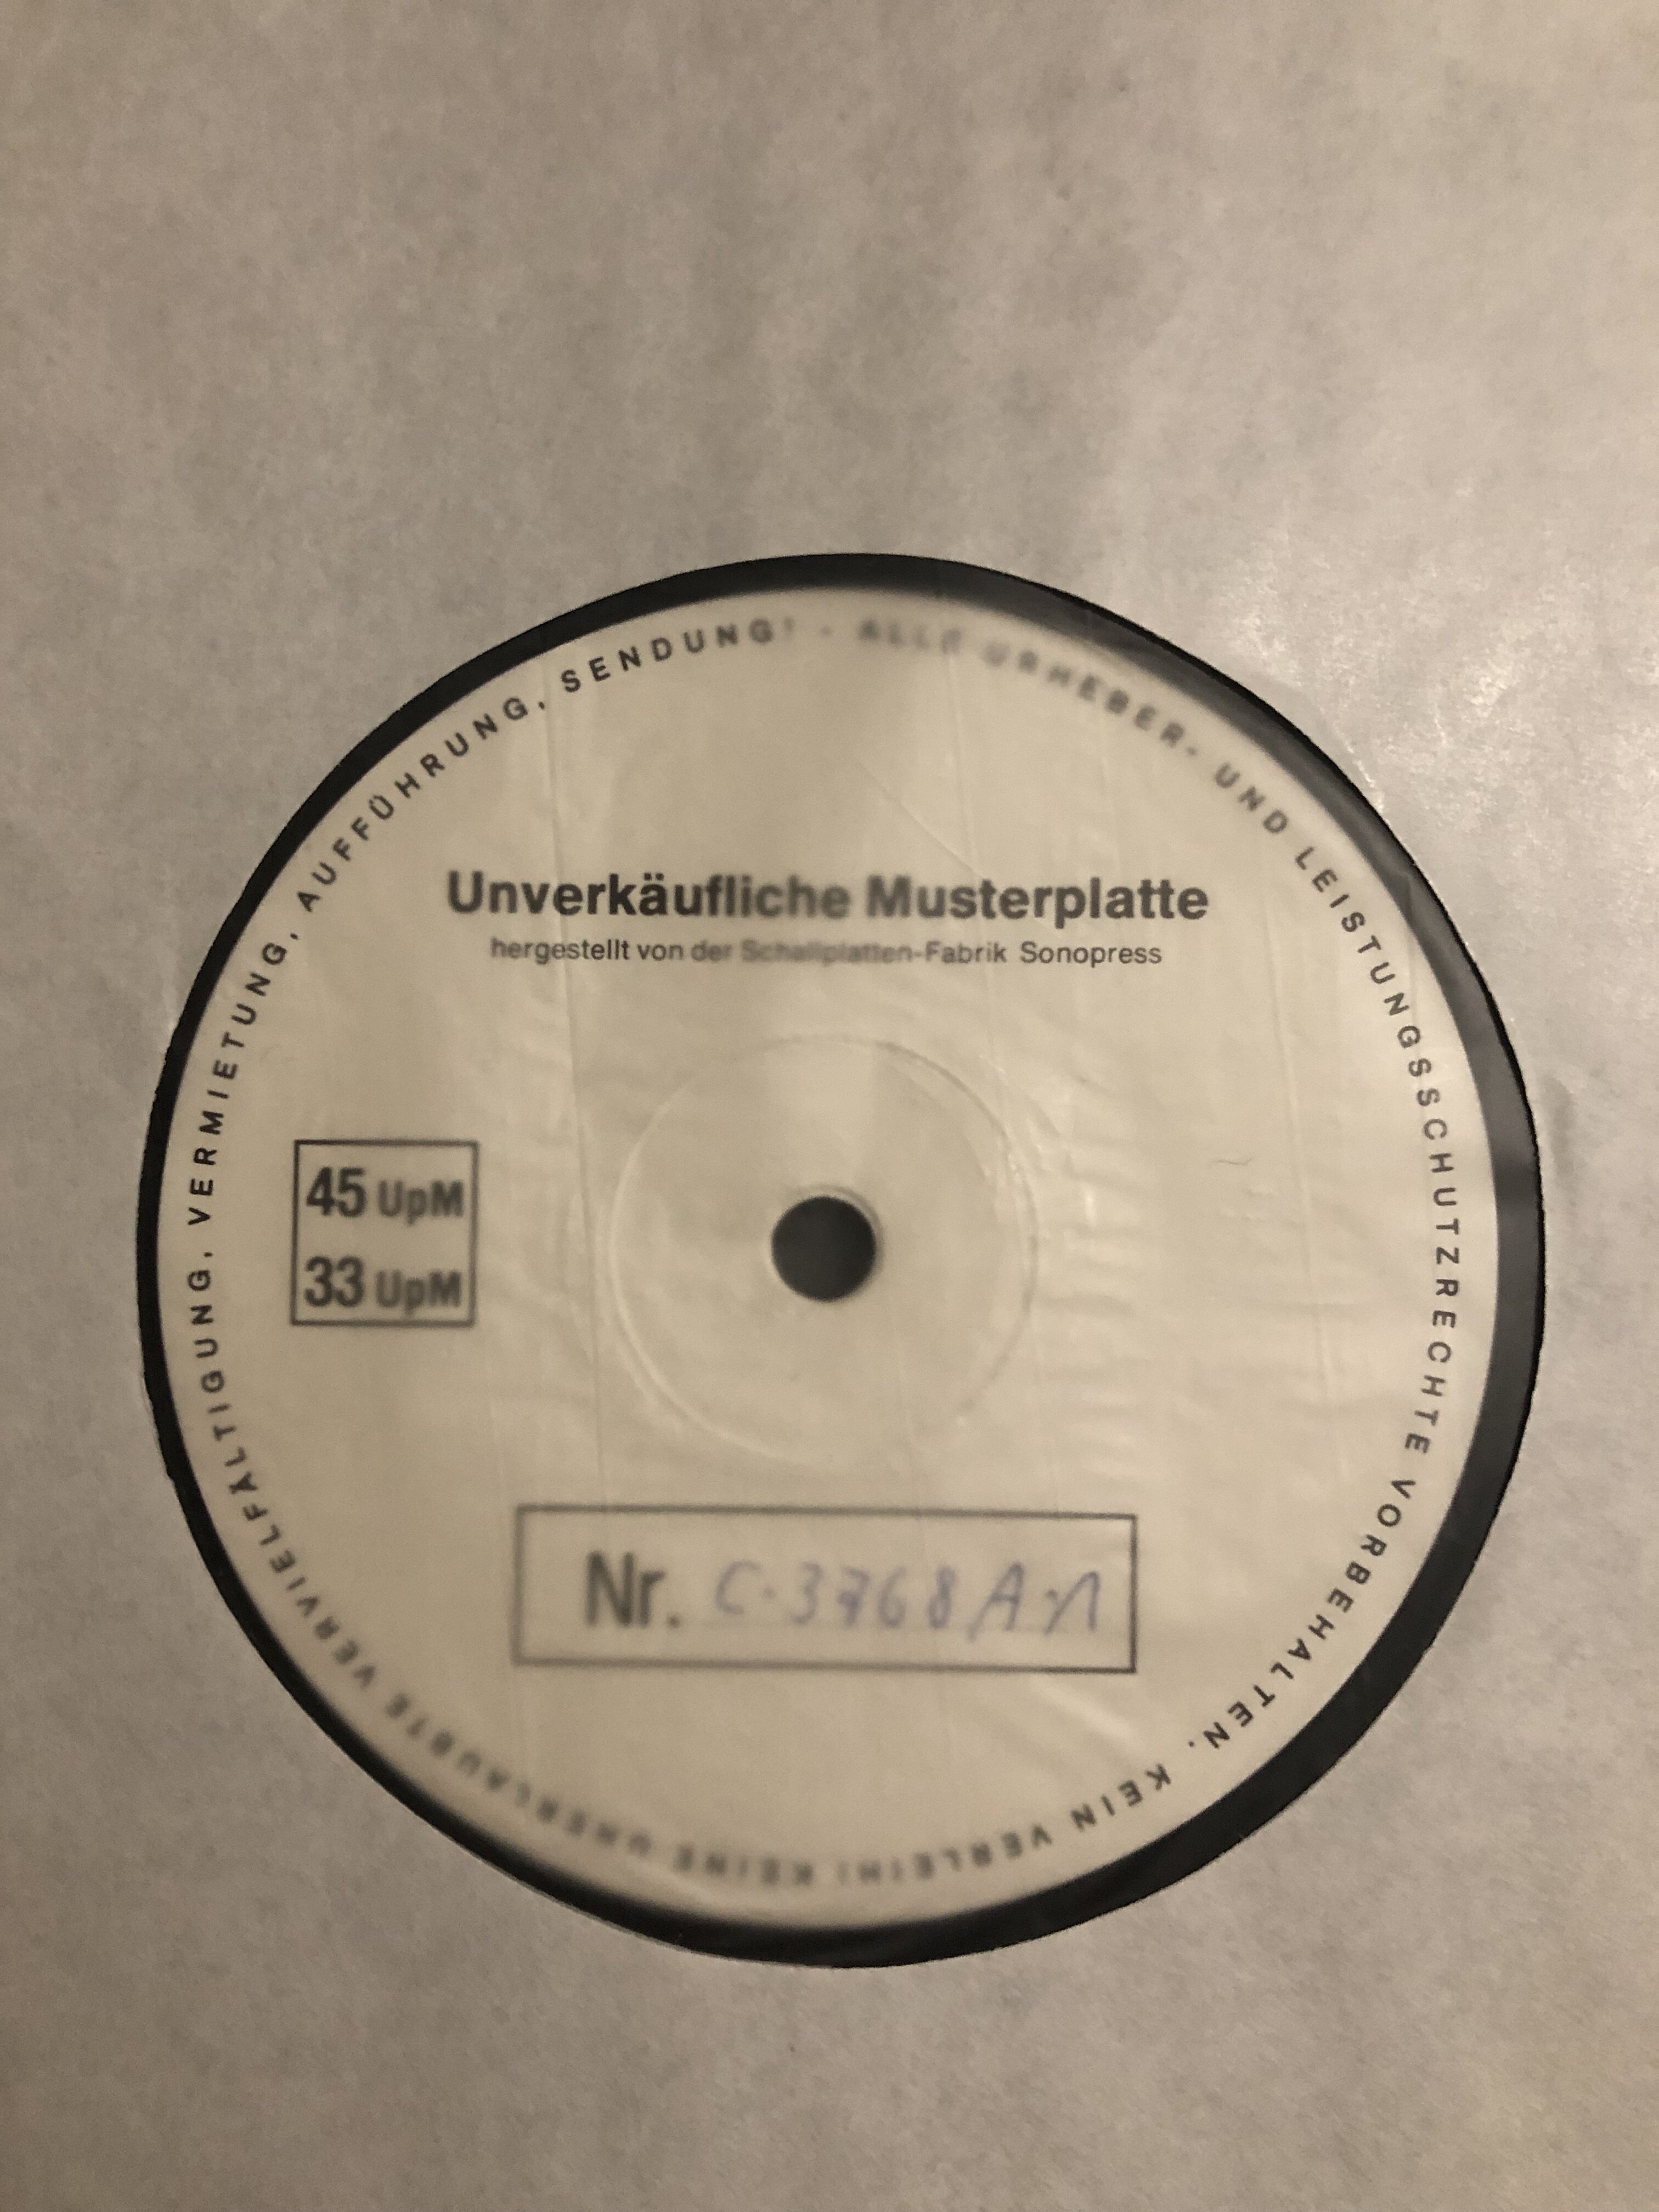 Unverkäufliche Musterplatte
hergestellt von der Schallplatten-Fabrik Sonopress
45 UpM
33 UpM
Nr. C-3768 A-1
ALLE URHEBER- UND LEISTUNGSSCHUTZRECHTE VORBEHALTEN. KEIN VERLEIH! KEINE UNERLAUBTE VERVIELFÄLTIGUNG, VERMIETUNG, AUFFÜHRUNG, SENDUNG! -